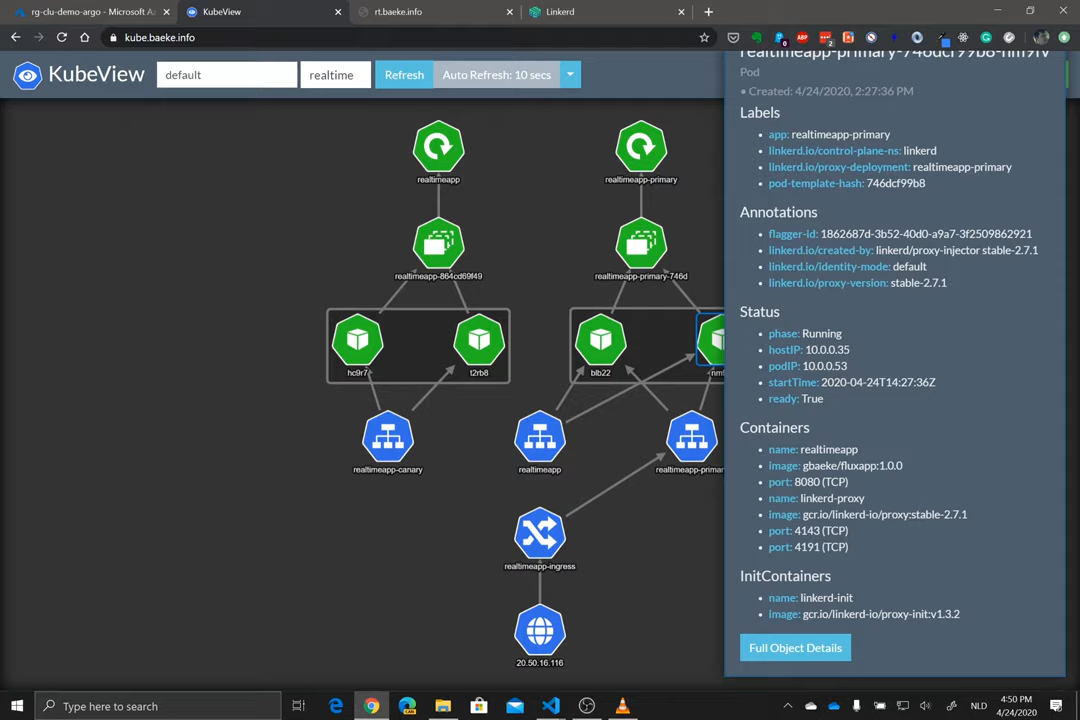 rg-clu-demo-argo - Microsoft A
KubeView
rt.baeke.info
Linkerd
kube.baeke.info
KubeView
default
realtime
Refresh
Auto Refresh: 10 secs
realtimeapp
realtimeapp-primary
realtimeapp-864cd69f49
realtimeapp-primary-746d
hc9r7
t2rb8
blb22
realtimeapp-canary
realtimeapp
realtimeapp-primar
realtimeapp-ingress
20.50.16.116
Pod
• Created: 4/24/2020, 2:27:36 PM
Labels
• app: realtimeapp-primary
• linkerd.io/control-plane-ns: linkerd
• linkerd.io/proxy-deployment: realtimeapp-primary
• pod-template-hash: 746dcf99b8
Annotations
• flagger-id: 1862687d-3b52-40d0-a9a7-3f2509862921
• linkerd.io/created-by: linkerd/proxy-injector stable-2.7.1
• linkerd.io/identity-mode: default
• linkerd.io/proxy-version: stable-2.7.1
Status
• phase: Running
• hostIP: 10.0.0.35
• podIP: 10.0.0.53
• startTime: 2020-04-24T14:27:36Z
• ready: True
Containers
• name: realtimeapp
• image: gbaeke/fluxapp:1.0.0
• port: 8080 (TCP)
• name: linkerd-proxy
• image: gcr.io/linkerd-io/proxy:stable-2.7.1
• port: 4143 (TCP)
• port: 4191 (TCP)
InitContainers
• name: linkerd-init
• image: gcr.io/linkerd-io/proxy-init:v1.3.2
Full Object Details
Type here to search
NLD
4:50 PM
4/24/2020